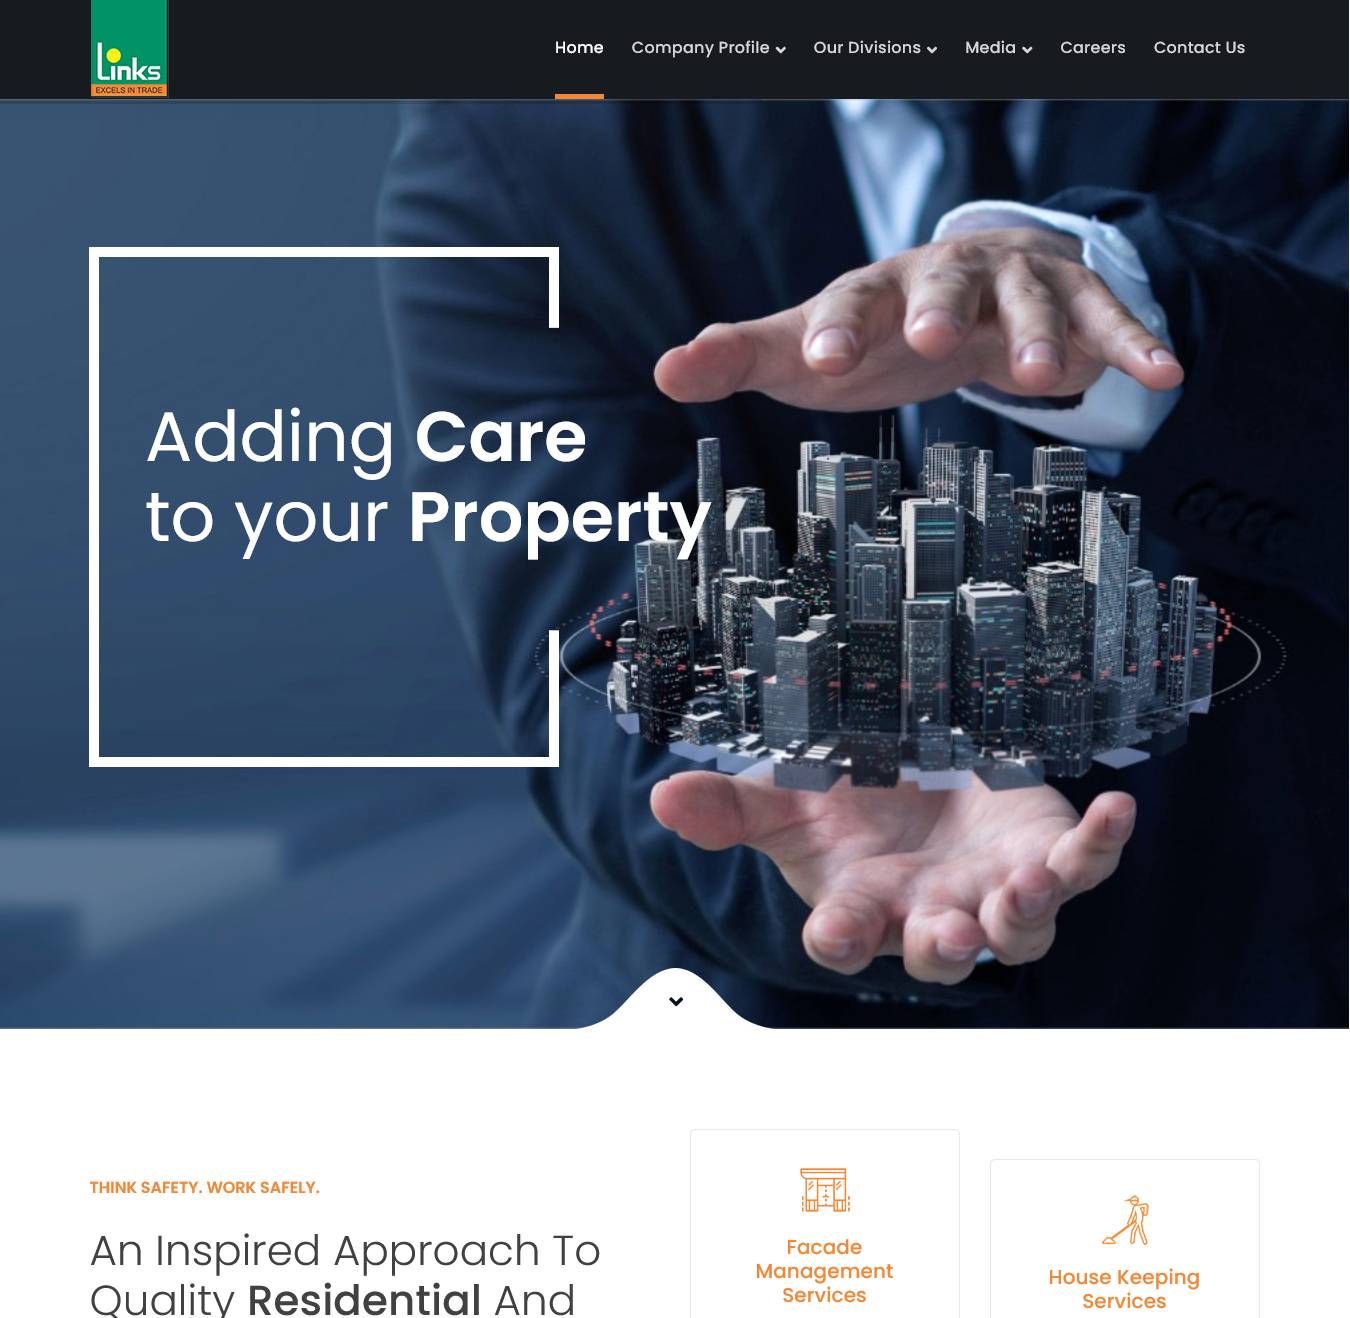 Links
EXCELS IN TRADE
Home
Company Profile
Our Divisions
Media
Careers
Contact Us
Adding Care
to your Property
THINK SAFETY. WORK SAFELY.
An Inspired Approach To
Quality Residential And
Facade
Management
Services
House Keeping
Services